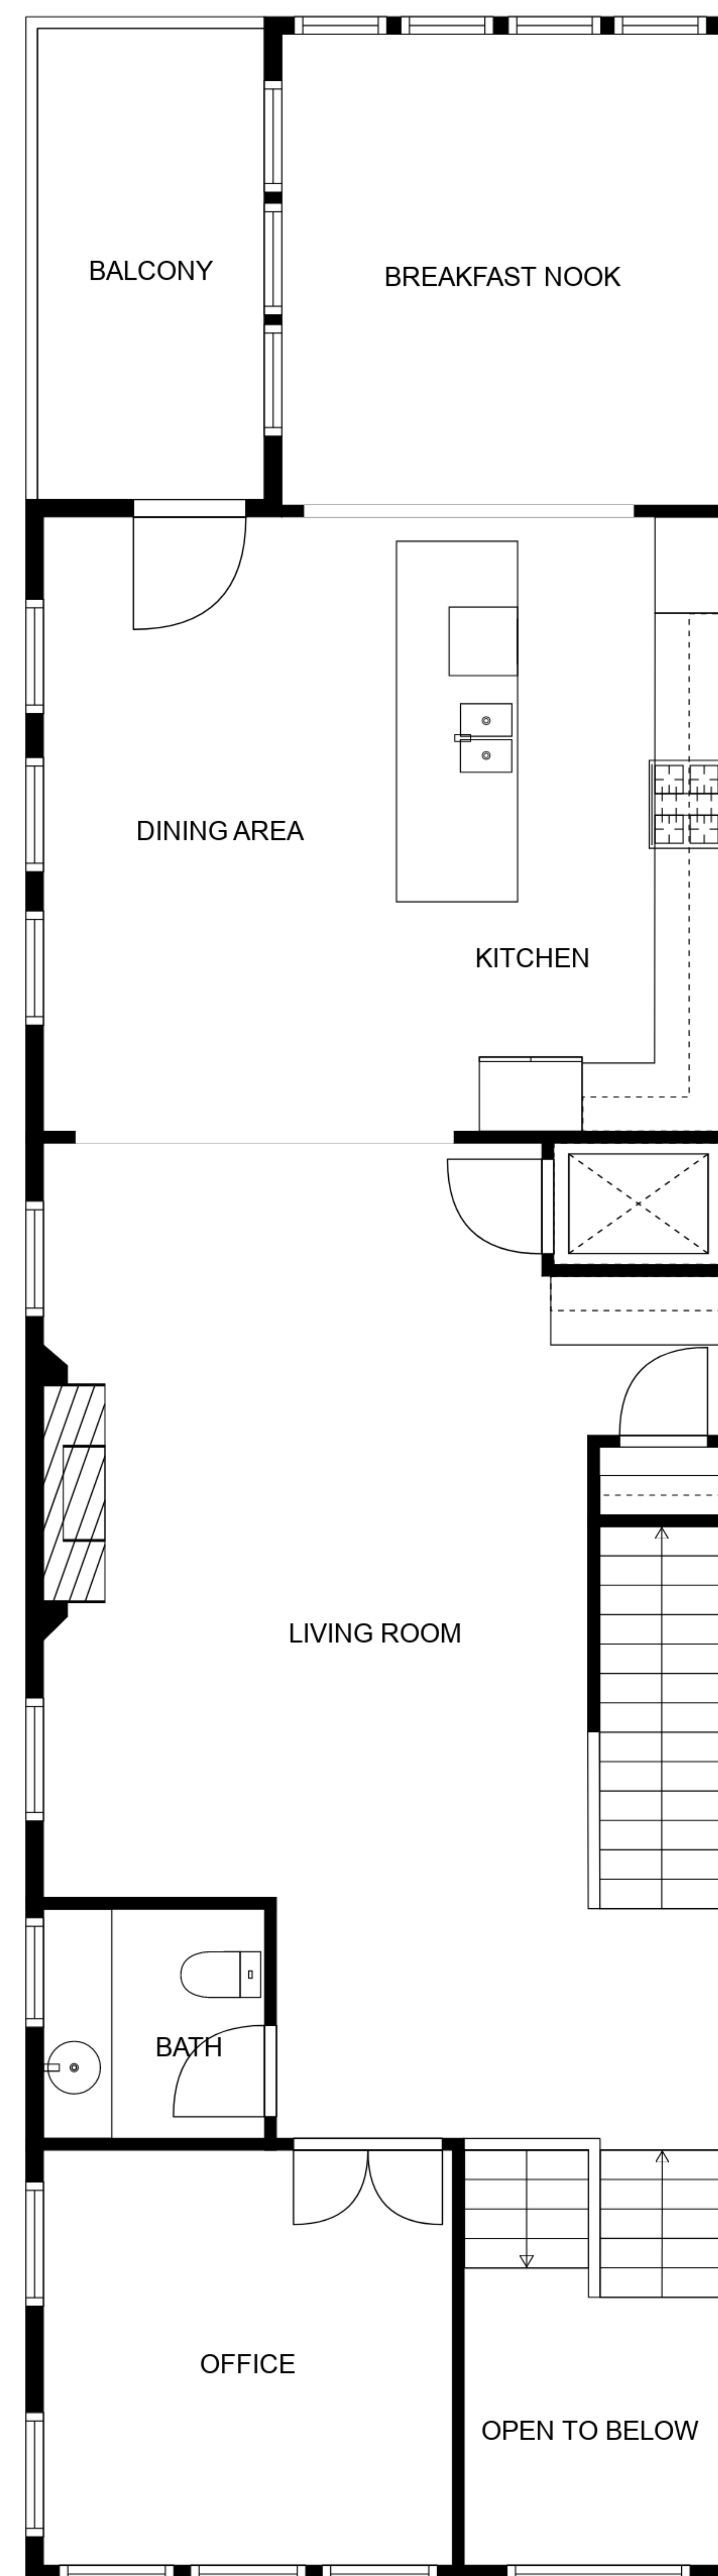 BALCONY
BREAKFAST NOOK
DINING AREA
KITCHEN
LIVING ROOM
BATH
OFFICE
OPEN TO BELOW